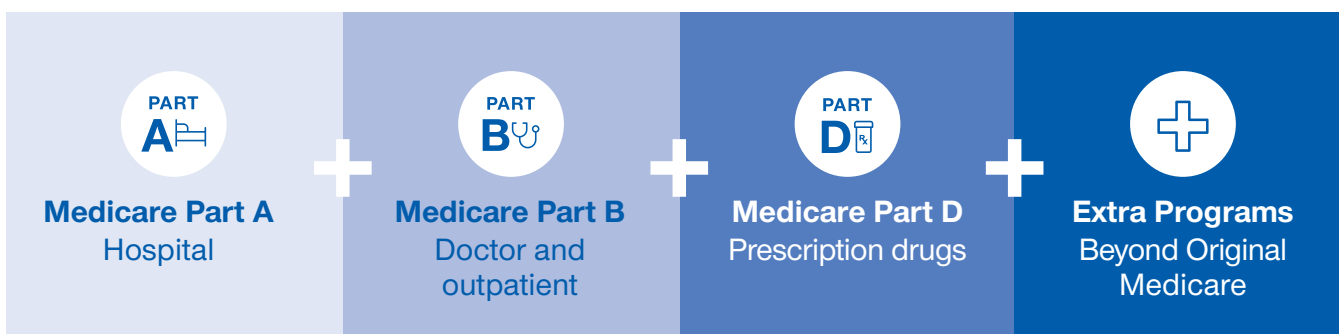 PART
A
Medicare Part A
Hospital
PART
B
Medicare Part B
Doctor and
outpatient
PART
D
Rx
Medicare Part D
Prescription drugs
Extra Programs
Beyond Original
Medicare